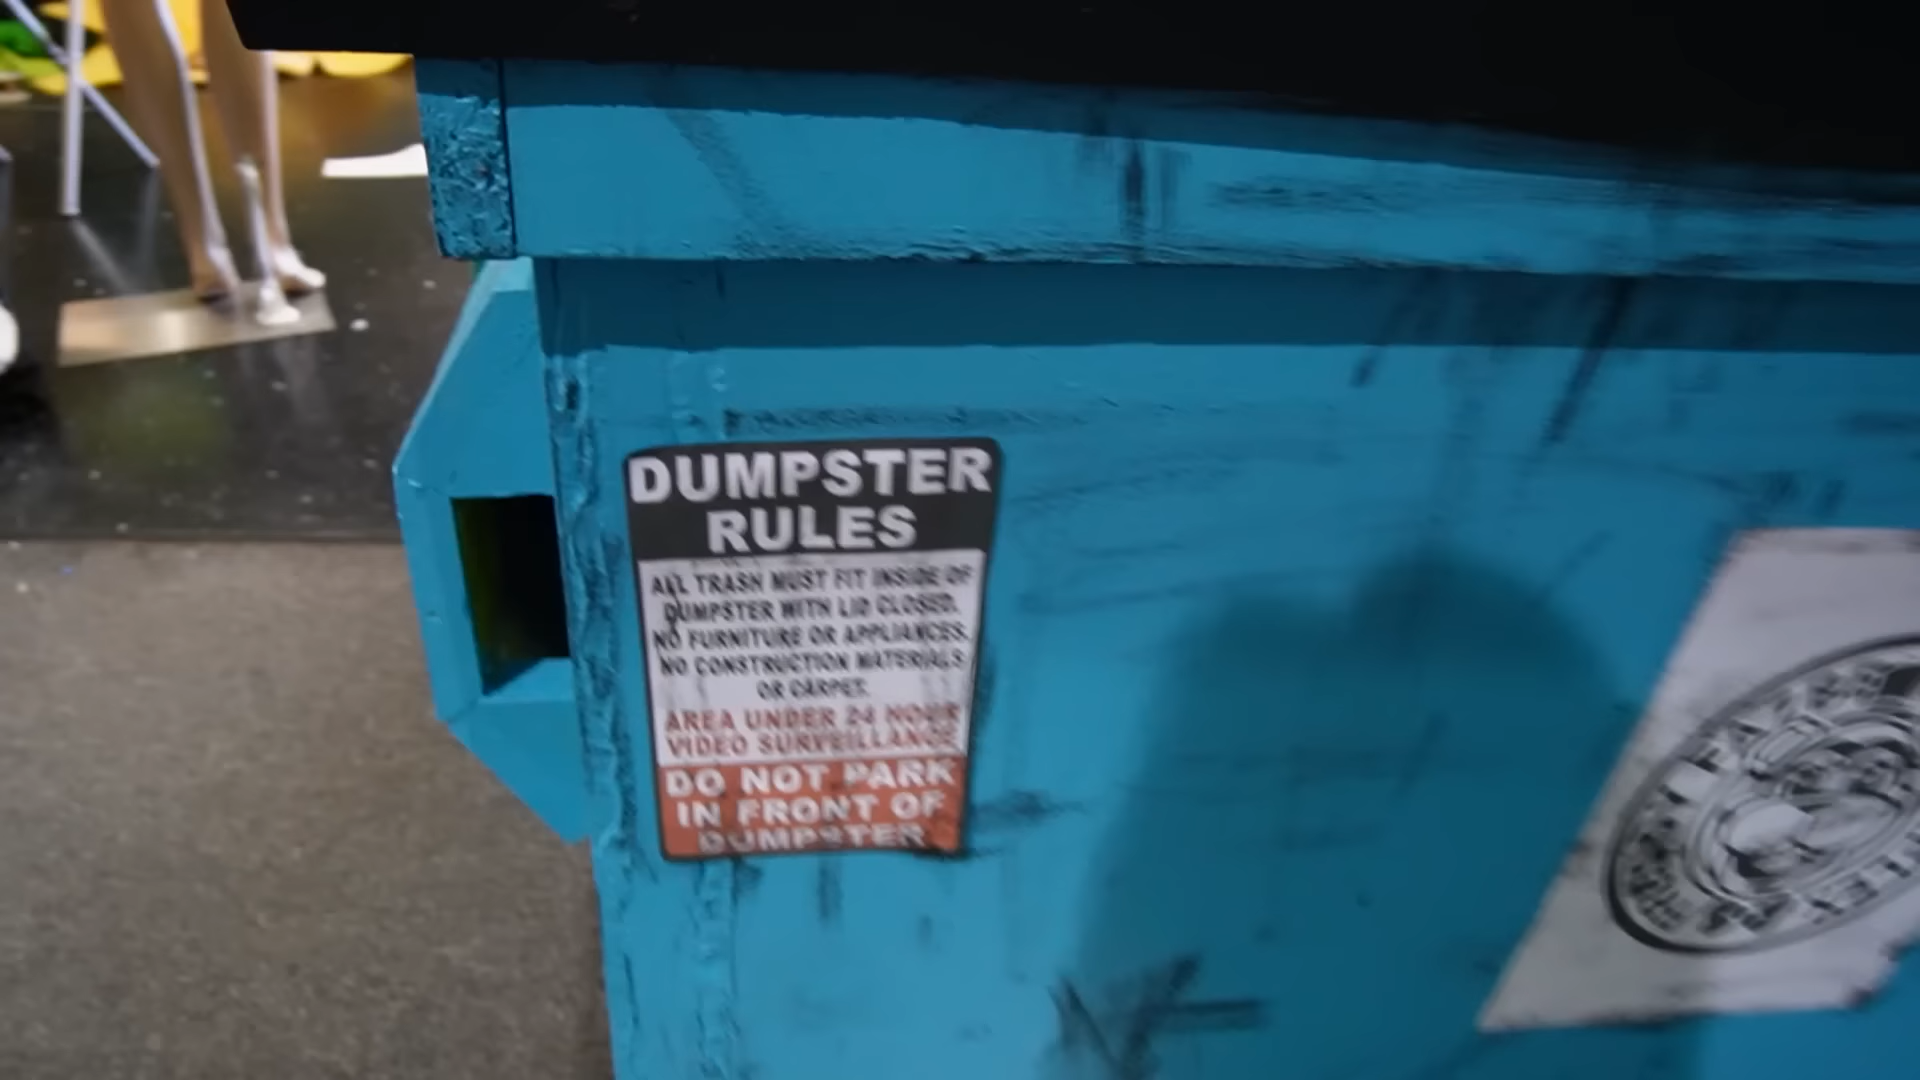 DUMPSTER
RULES
ALL TRASH MUST FIT INSIDE OF
DUMPSTER WITH LID CLOSED.
NO FURNITURE OR APPLIANCES.
NO CONSTRUCTION MATERIALS
OR CARPET.
AREA UNDER 24 HOUR
VIDEO SURVEILLANCE
DO NOT PARK
IN FRONT OF
DUMPSTER